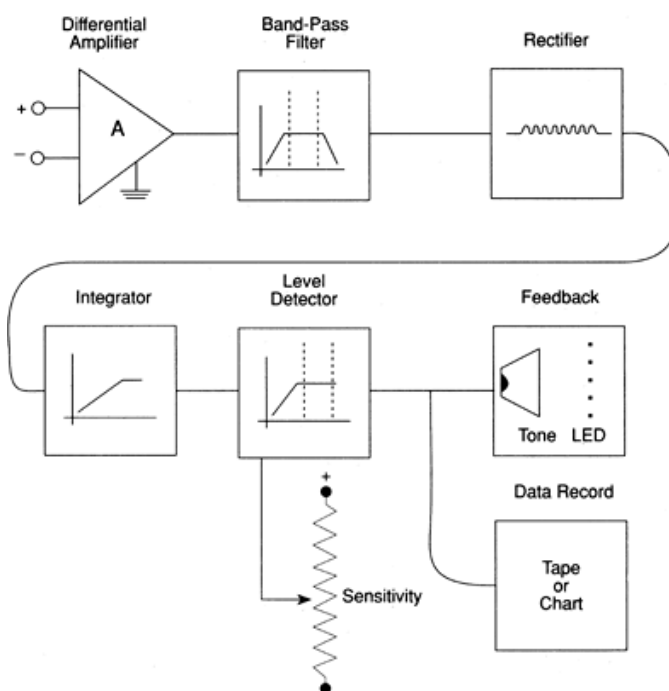 Differential
Amplifier
Band-Pass
Filter
Rectifier
+
A
−
Integrator
Level
Detector
Feedback
Tone LED
Data Record
+
Sensitivity
Tape
or
Chart